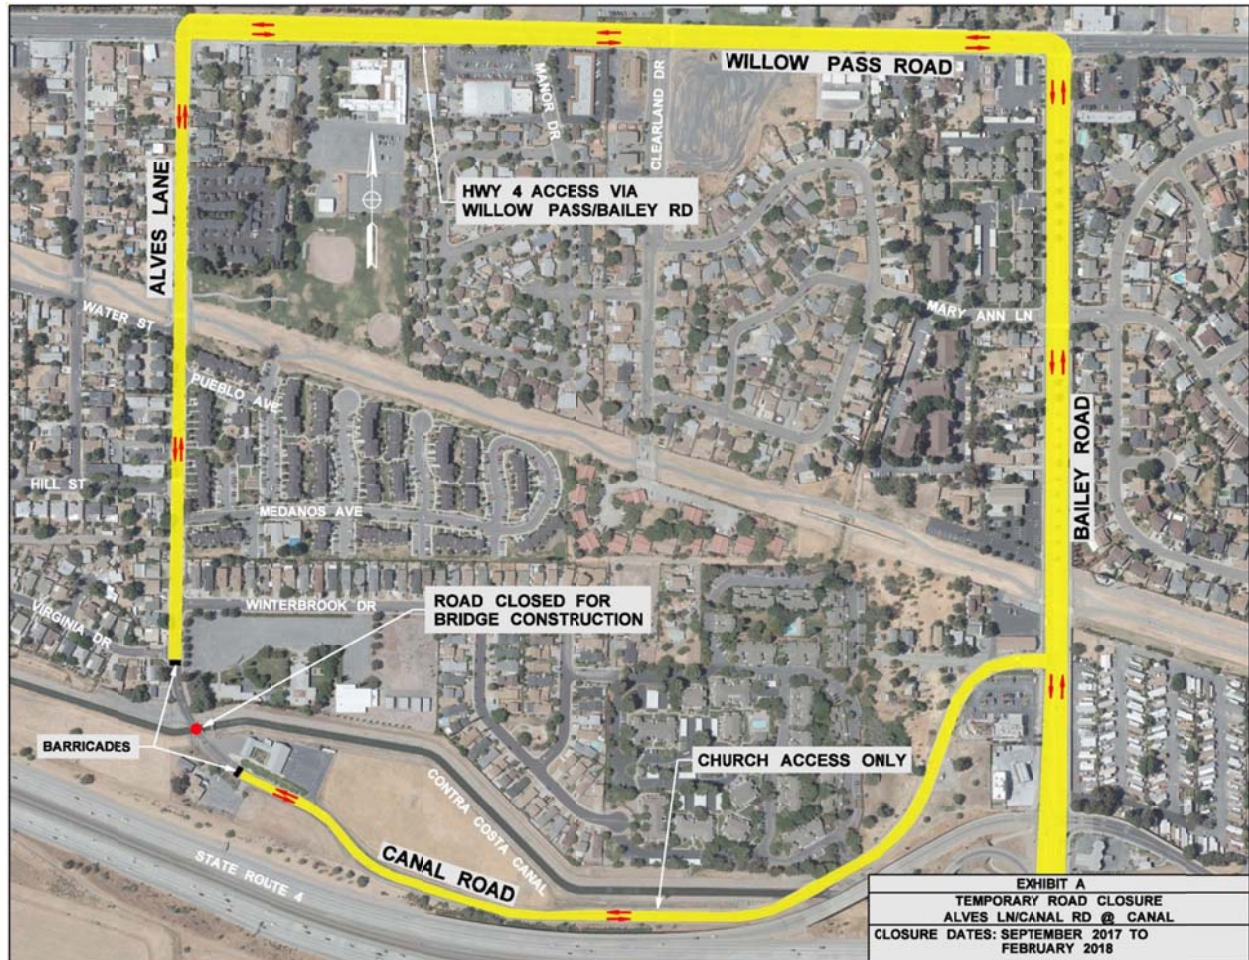 WILLOW PASS ROAD
MANOR DR
CLEARLAND DR
ALVES LANE
HWY 4 ACCESS VIA
WILLOW PASS/BAILEY RD
WATER ST
MARY ANN LN
PUEBLO AVE
BAILEY ROAD
HILL ST
MEDANOS AVE
VIRGINIA DR
WINTERBROOK DR
ROAD CLOSED FOR
BRIDGE CONSTRUCTION
BARRICADES
CHURCH ACCESS ONLY
CONTRA COSTA CANAL
CANAL ROAD
STATE ROUTE 4
EXHIBIT A
TEMPORARY ROAD CLOSURE
ALVES LN/CANAL RD @ CANAL
CLOSURE DATES: SEPTEMBER 2017 TO
FEBRUARY 2018